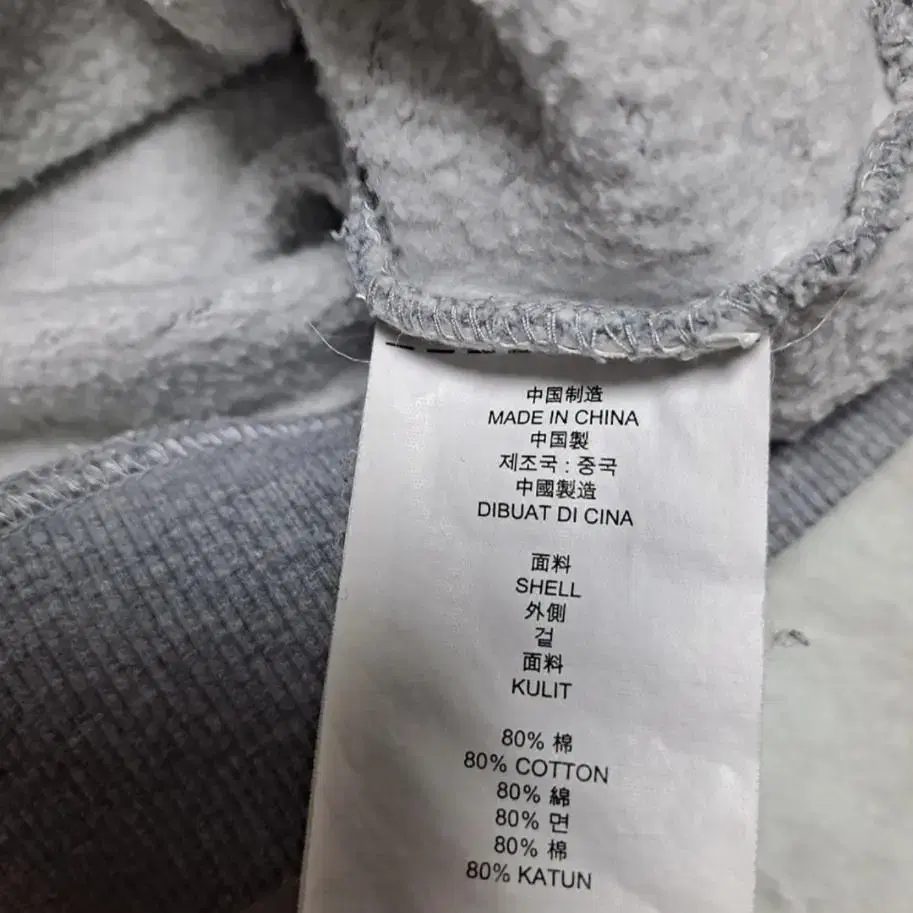 中国制造
MADE IN CHINA
中国製
제조국 : 중국
中國製造
DIBUAT DI CINA
面料
SHELL
外側
겉
面料
KULIT
80% 棉
80% COTTON
80% 綿
80% 면
80% 棉
80% KATUN